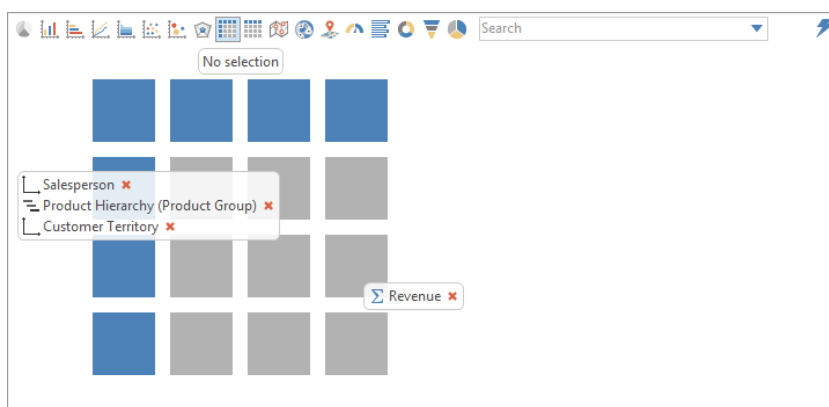 Search
No selection
Salesperson
Product Hierarchy (Product Group)
Customer Territory
Σ Revenue